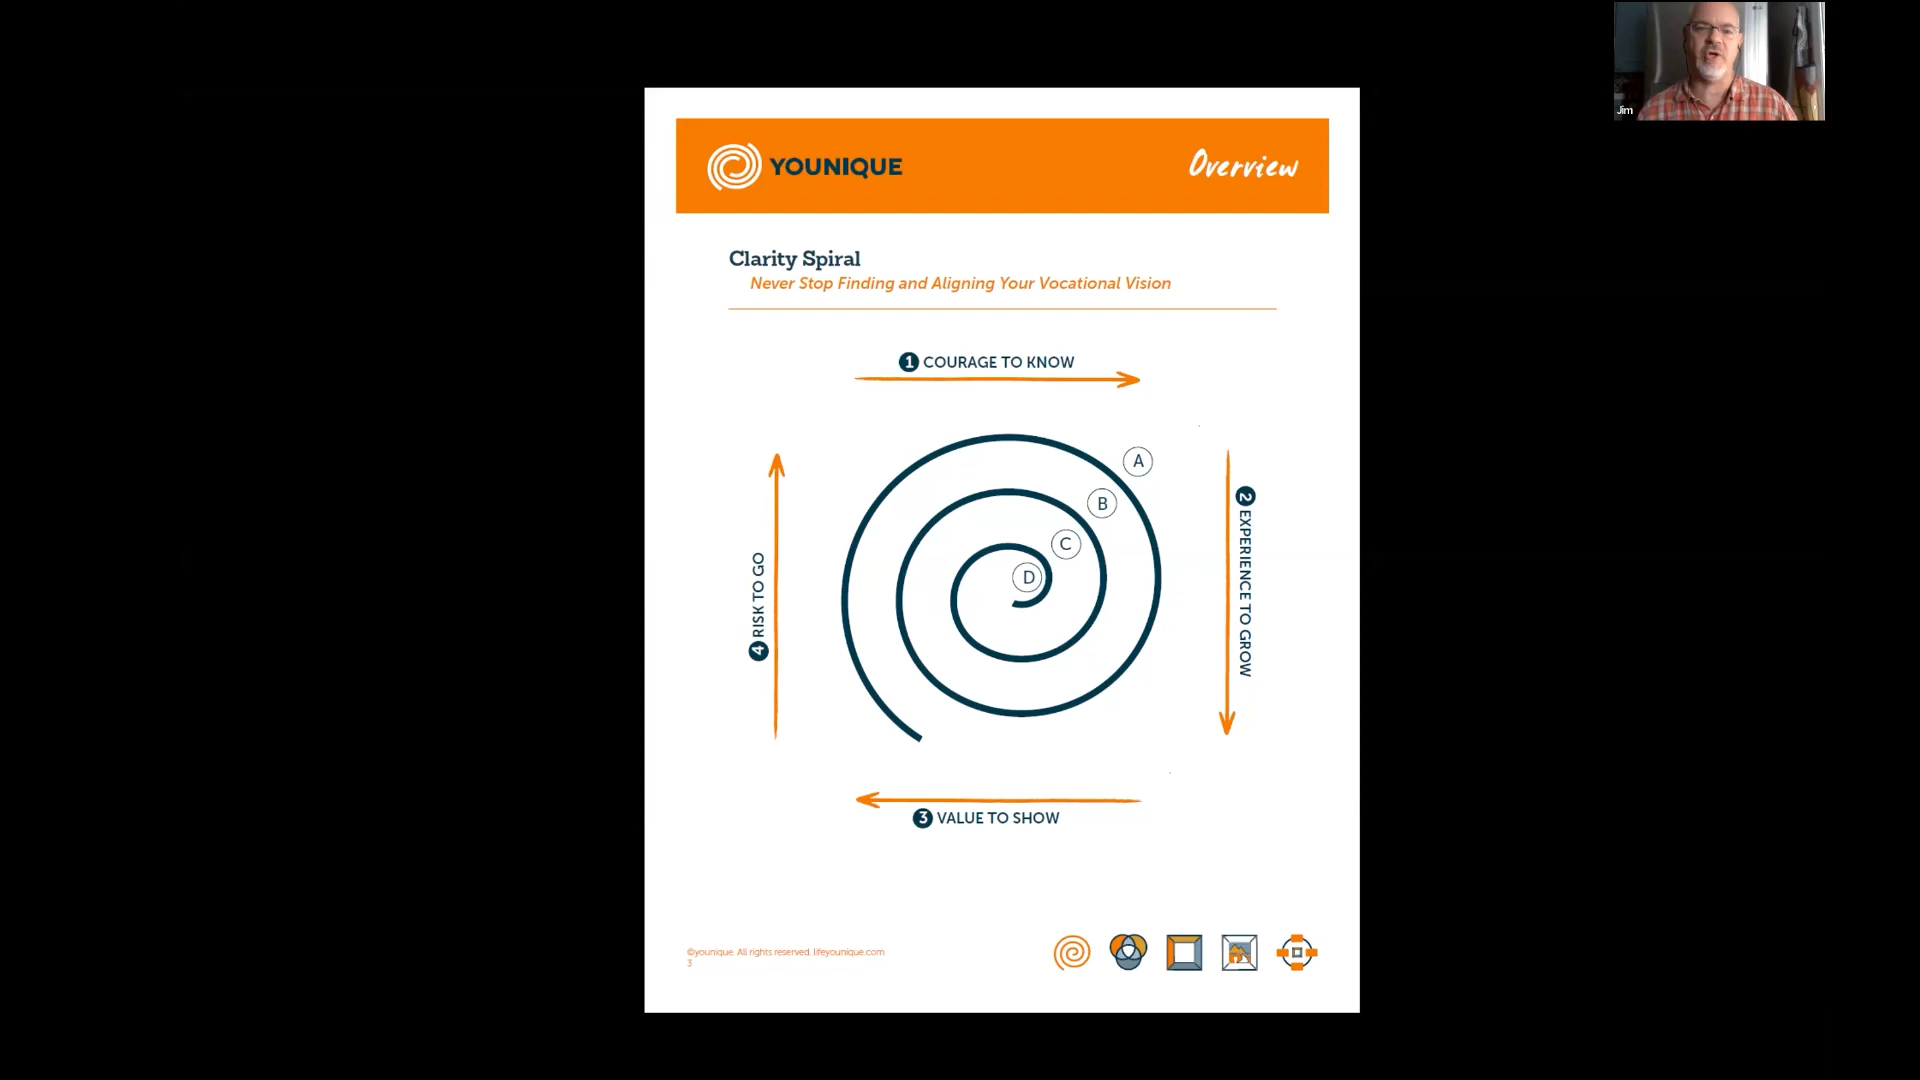 Jim
YOUNIQUE
Overview
Clarity Spiral
Never Stop Finding and Aligning Your Vocational Vision
1 COURAGE TO KNOW
A
B
C
D
2 EXPERIENCE TO GROW
4 RISK TO GO
3 VALUE TO SHOW
©younique. All rights reserved. lifeyounique.com
3